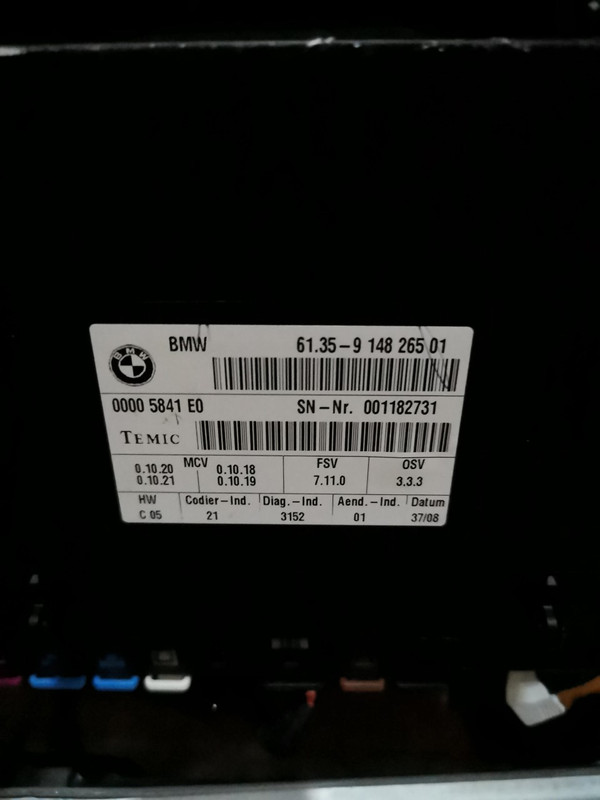 BMW 61.35-9 148 265 01
BMW
0000 5841 E0 SN-Nr. 001182731
TEMIC
MCV FSV OSV
0.10.20 0.10.18 7.11.0 3.3.3
0.10.21 0.10.19
HW Codier-Ind. Diag.-Ind. Aend.-Ind. Datum
C 05 21 3152 01 37/08